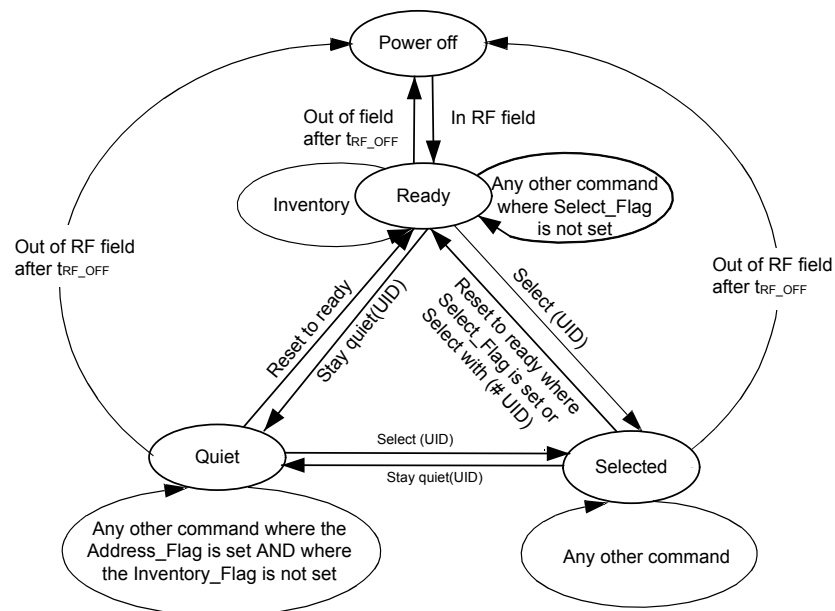 Power off
Out of field
after tRF_OFF
In RF field
Inventory
Ready
Any other command
where Select_Flag
is not set
Out of RF field
after tRF_OFF
Out of RF field
after tRF_OFF
Reset to ready
Stay quiet(UID)
Select (UID)
Reset to ready where
Select_Flag is set or
Select with (# UID)
Quiet
Select (UID)
Stay quiet(UID)
Selected
Any other command where the
Address_Flag is set AND where
the Inventory_Flag is not set
Any other command